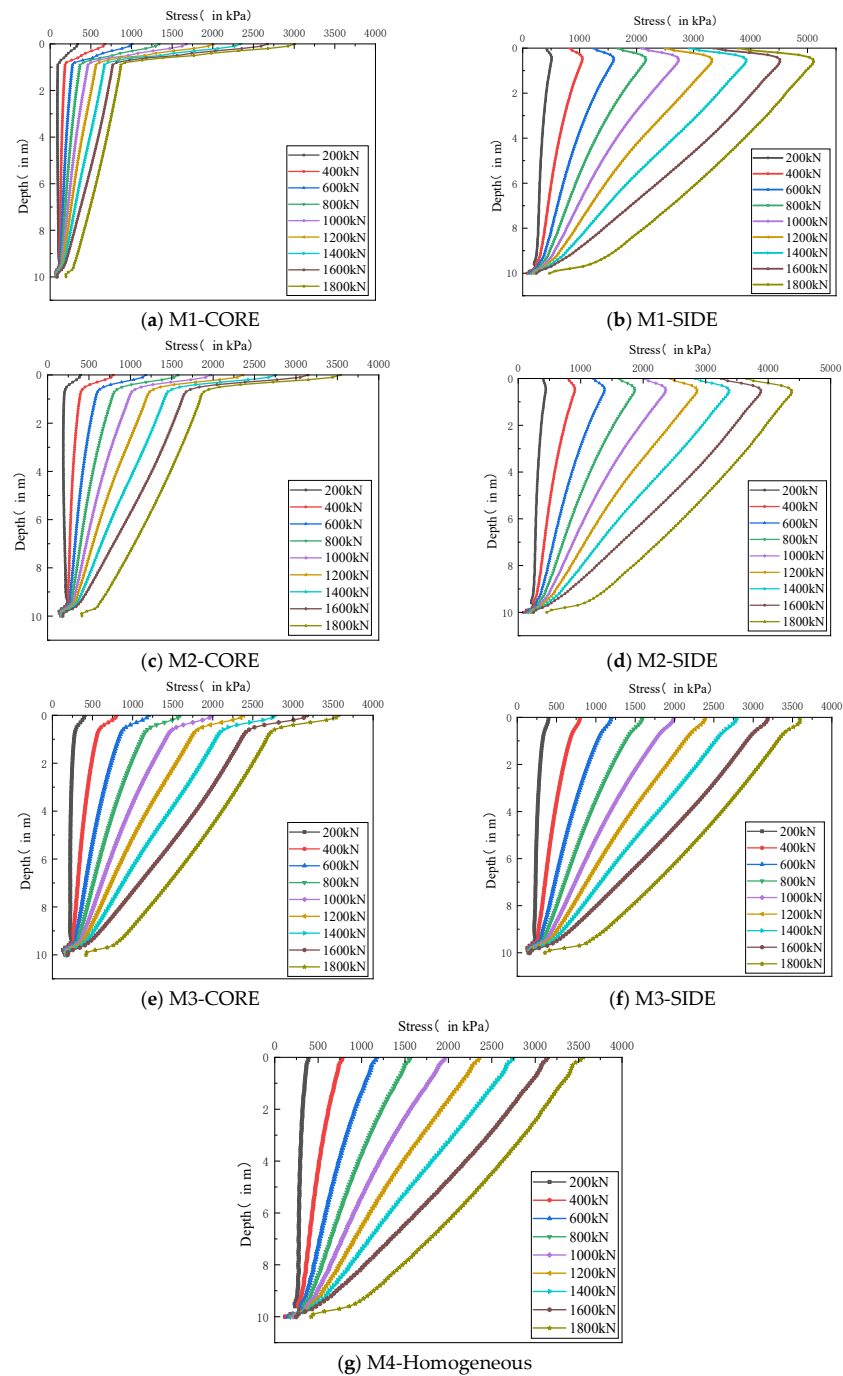 Stress( in kPa)
0 500 1000 1500 2000 2500 3000 3500 4000
Depth( in m)
0
2
4
6
8
10
200kN
400kN
600kN
800kN
1000kN
1200kN
1400kN
1600kN
1800kN
(a) M1-CORE
Stress( in kPa)
0 1000 2000 3000 4000 5000
Depth( in m)
0
2
4
6
8
10
200kN
400kN
600kN
800kN
1000kN
1200kN
1400kN
1600kN
1800kN
(b) M1-SIDE
Stress( in kPa)
0 500 1000 1500 2000 2500 3000 3500 4000
Depth( in m)
0
2
4
6
8
10
200kN
400kN
600kN
800kN
1000kN
1200kN
1400kN
1600kN
1800kN
(c) M2-CORE
Stress( in kPa)
0 1000 2000 3000 4000 5000
Depth( in m)
0
2
4
6
8
10
200kN
400kN
600kN
800kN
1000kN
1200kN
1400kN
1600kN
1800kN
(d) M2-SIDE
Stress( in kPa)
0 500 1000 1500 2000 2500 3000 3500 4000
Depth( in m)
0
2
4
6
8
10
200kN
400kN
600kN
800kN
1000kN
1200kN
1400kN
1600kN
1800kN
(e) M3-CORE
Stress( in kPa)
0 500 1000 1500 2000 2500 3000 3500 4000
Depth( in m)
0
2
4
6
8
10
200kN
400kN
600kN
800kN
1000kN
1200kN
1400kN
1600kN
1800kN
(f) M3-SIDE
Stress( in kPa)
0 500 1000 1500 2000 2500 3000 3500 4000
Depth( in m)
0
2
4
6
8
10
200kN
400kN
600kN
800kN
1000kN
1200kN
1400kN
1600kN
1800kN
(g) M4-Homogeneous